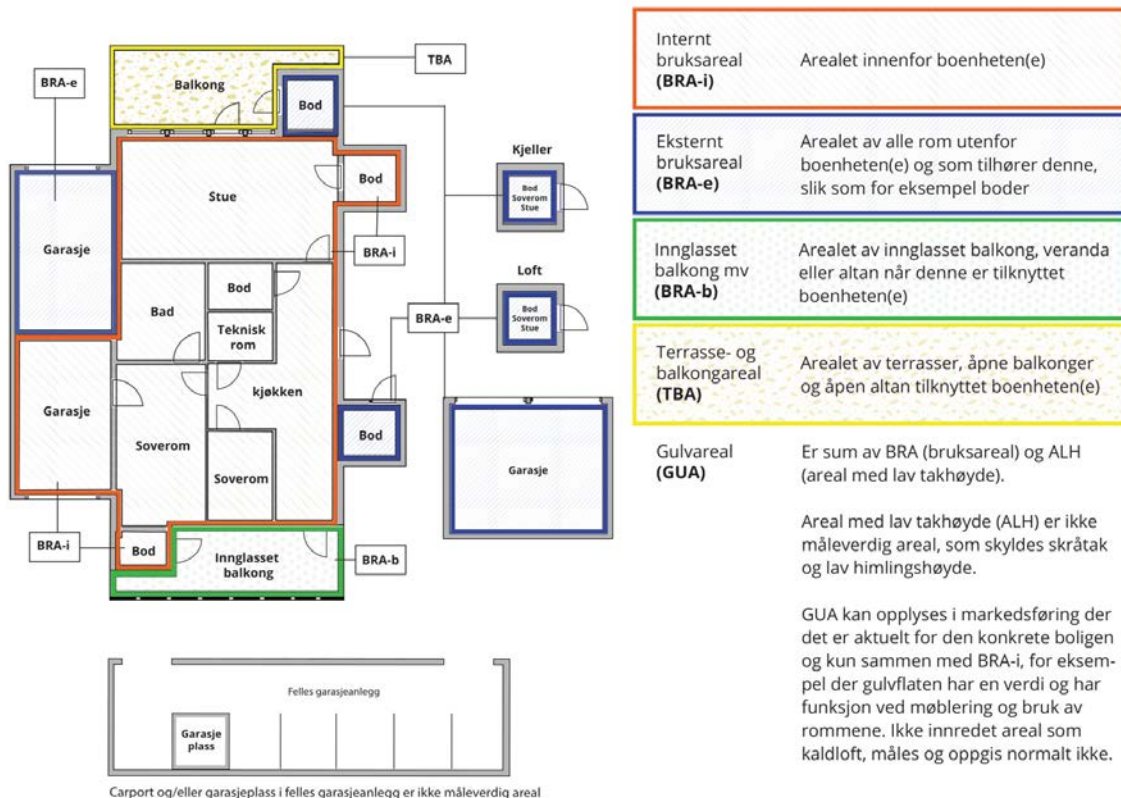 TBA
BRA-e
Balkong
Bod
Kjeller
Bod
Soverom
Stue
Stue
Bod
BRA-i
Garasje
Loft
Bod
Soverom
Stue
Bod
Bad
Teknisk
rom
BRA-e
kjøkken
Garasje
Soverom
Bod
Soverom
Garasje
BRA-i
Bod
Innglasset
balkong
BRA-b
Felles garasjeanlegg
Garasje
plass
Carport og/eller garasjeplass i felles garasjeanlegg er ikke måleverdig areal
Internt
bruksareal
(BRA-i)
Arealet innenfor boenheten(e)
Eksternt
bruksareal
(BRA-e)
Arealet av alle rom utenfor
boenheten(e) og som tilhører denne,
slik som for eksempel boder
Innglasset
balkong mv
(BRA-b)
Arealet av innglasset balkong, veranda
eller altan når denne er tilknyttet
boenheten(e)
Terrasse- og
balkongareal
(TBA)
Arealet av terrasser, åpne balkonger
og åpen altan tilknyttet boenheten(e)
Gulvareal
(GUA)
Er sum av BRA (bruksareal) og ALH
(areal med lav takhøyde).
Areal med lav takhøyde (ALH) er ikke
måleverdig areal, som skyldes skråtak
og lav himlingshøyde.
GUA kan opplyses i markedsføring der
det er aktuelt for den konkrete boligen
og kun sammen med BRA-i, for eksem-
pel der gulvflaten har en verdi og har
funksjon ved møblering og bruk av
rommene. Ikke innredet areal som
kaldloft, måles og oppgis normalt ikke.